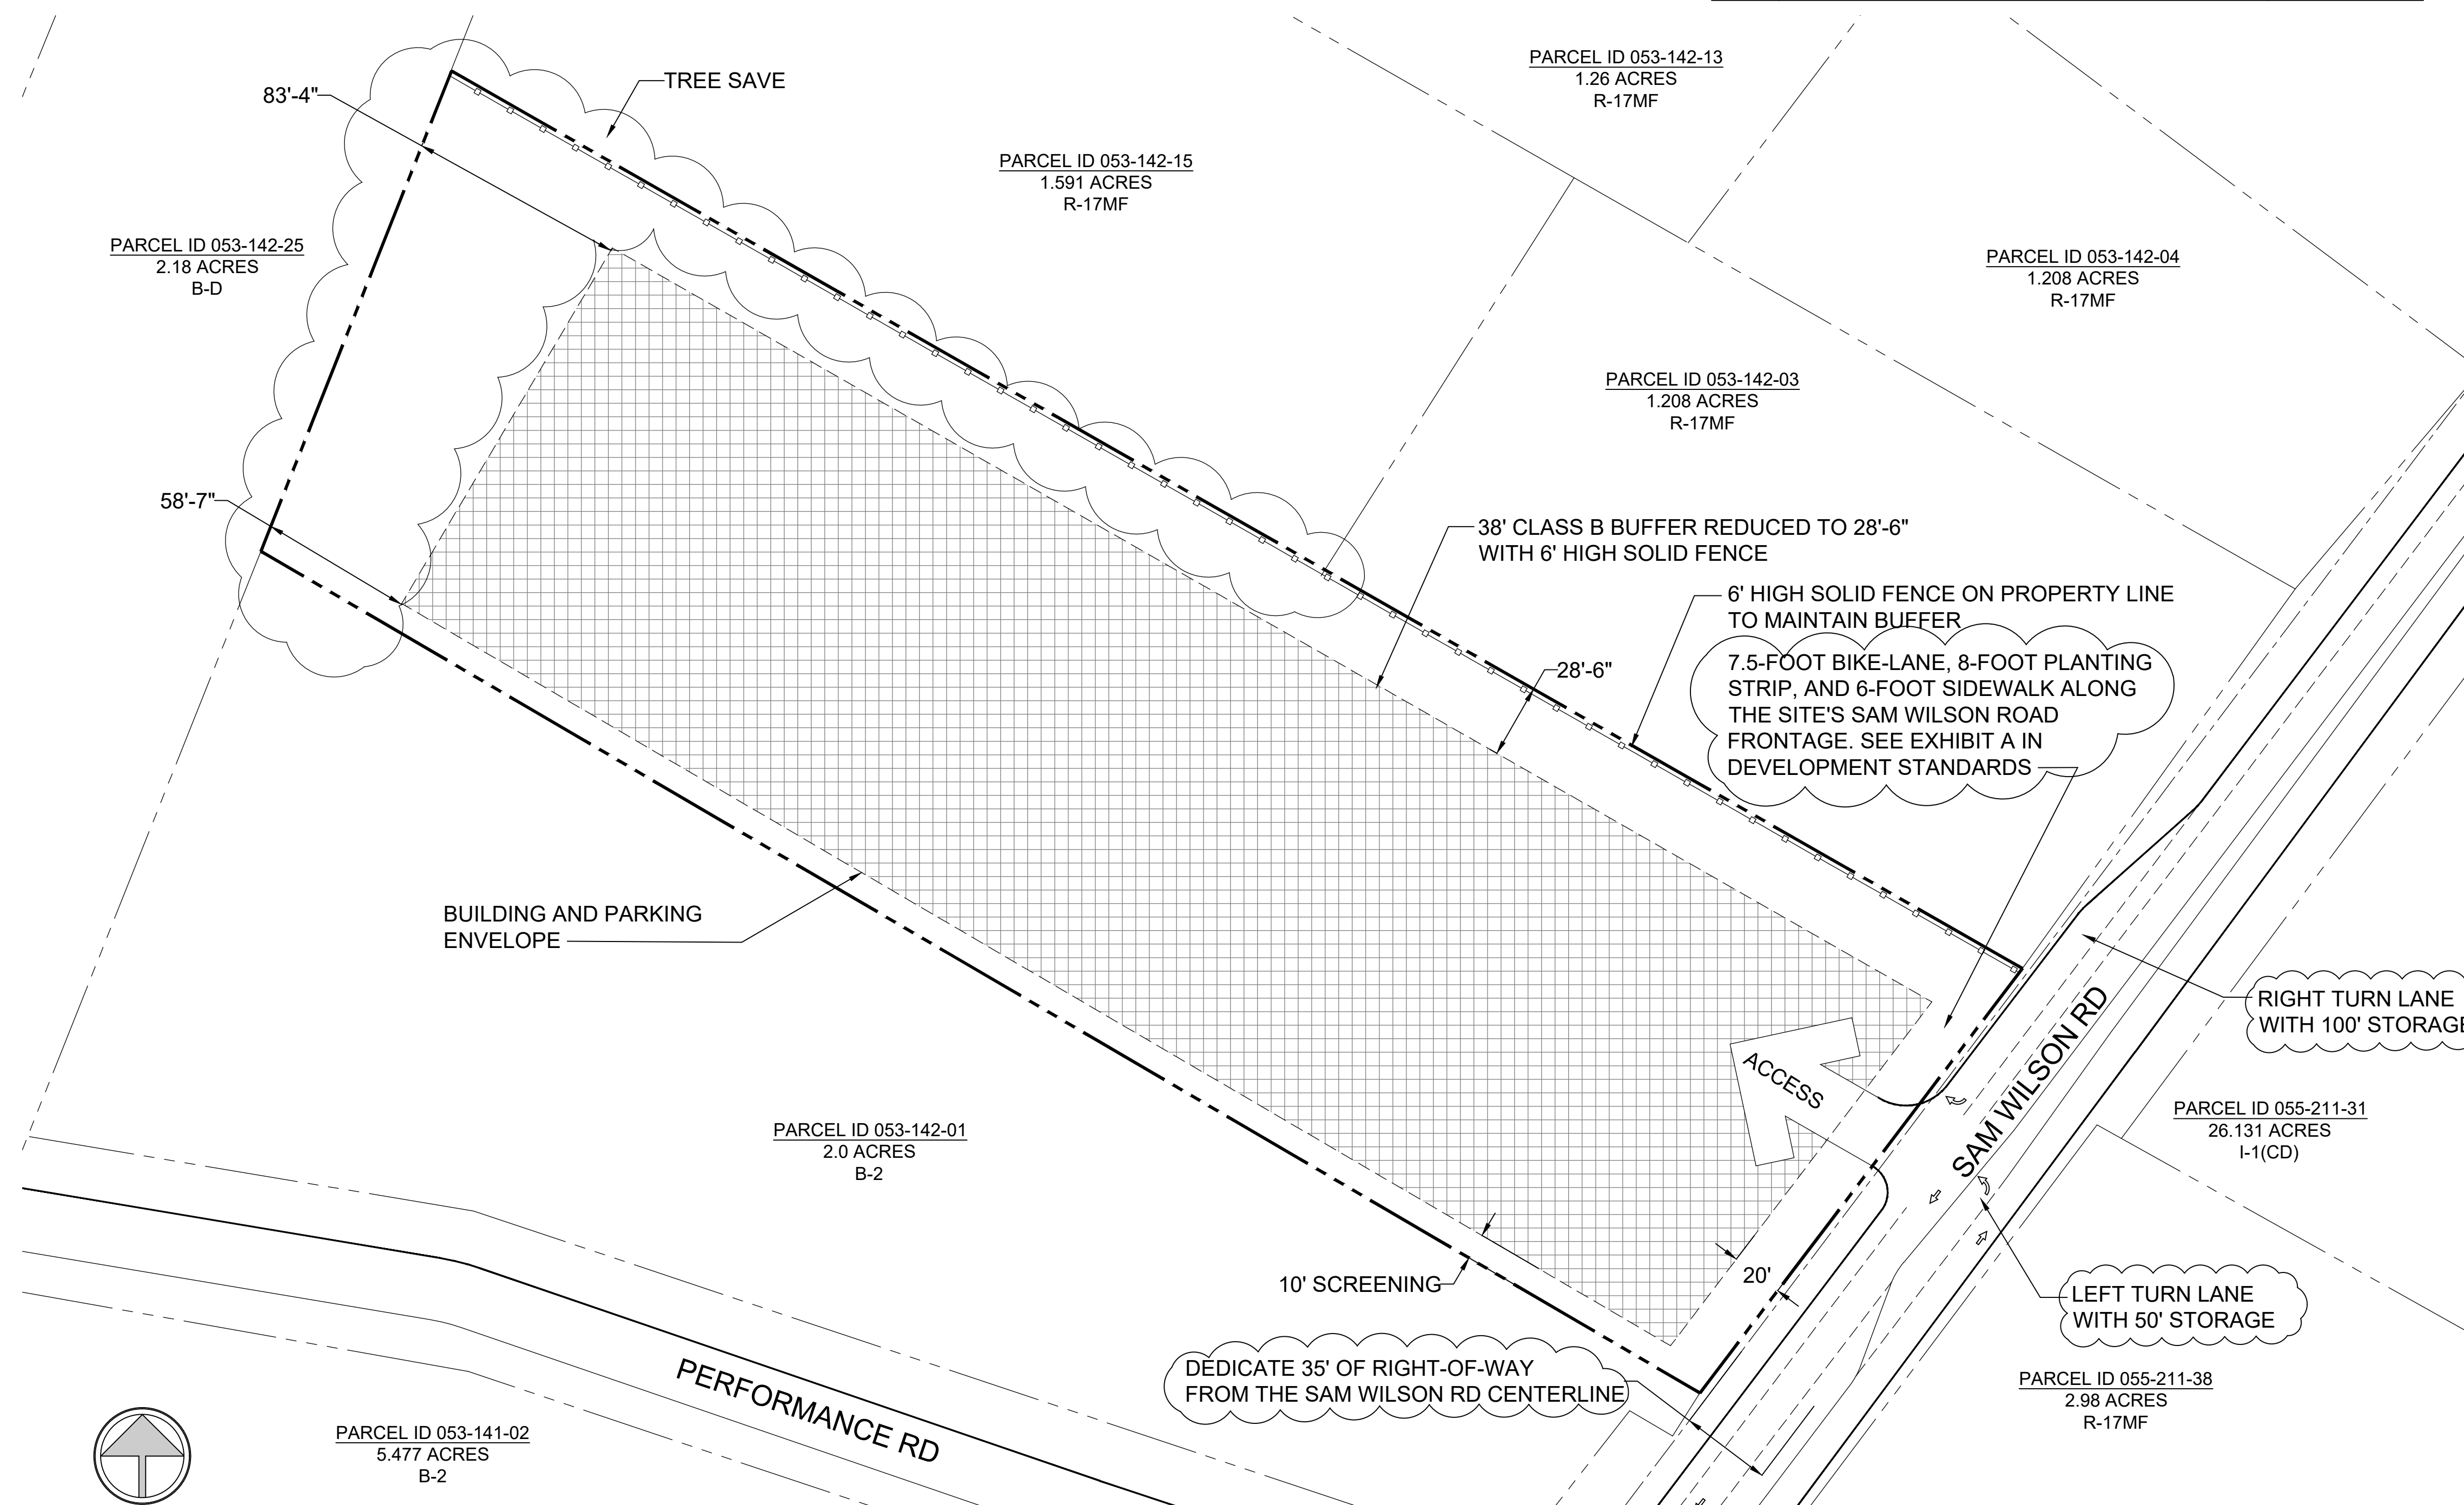 PARCEL ID 053-142-13
1.26 ACRES
R-17MF
TREE SAVE
83'-4"
PARCEL ID 053-142-15
1.591 ACRES
R-17MF
PARCEL ID 053-142-25
2.18 ACRES
B-D
PARCEL ID 053-142-04
1.208 ACRES
R-17MF
PARCEL ID 053-142-03
1.208 ACRES
R-17MF
58'-7"
38' CLASS B BUFFER REDUCED TO 28'-6"
WITH 6' HIGH SOLID FENCE
6' HIGH SOLID FENCE ON PROPERTY LINE
TO MAINTAIN BUFFER
28'-6"
7.5-FOOT BIKE-LANE, 8-FOOT PLANTING
STRIP, AND 6-FOOT SIDEWALK ALONG
THE SITE'S SAM WILSON ROAD
FRONTAGE. SEE EXHIBIT A IN
DEVELOPMENT STANDARDS
BUILDING AND PARKING
ENVELOPE
RIGHT TURN LANE
WITH 100' STORAGE
ACCESS
SAM WILSON RD
PARCEL ID 055-211-31
26.131 ACRES
I-1(CD)
PARCEL ID 053-142-01
2.0 ACRES
B-2
10' SCREENING
20'
LEFT TURN LANE
WITH 50' STORAGE
DEDICATE 35' OF RIGHT-OF-WAY
FROM THE SAM WILSON RD CENTERLINE
PARCEL ID 055-211-38
2.98 ACRES
R-17MF
PERFORMANCE RD
PARCEL ID 053-141-02
5.477 ACRES
B-2